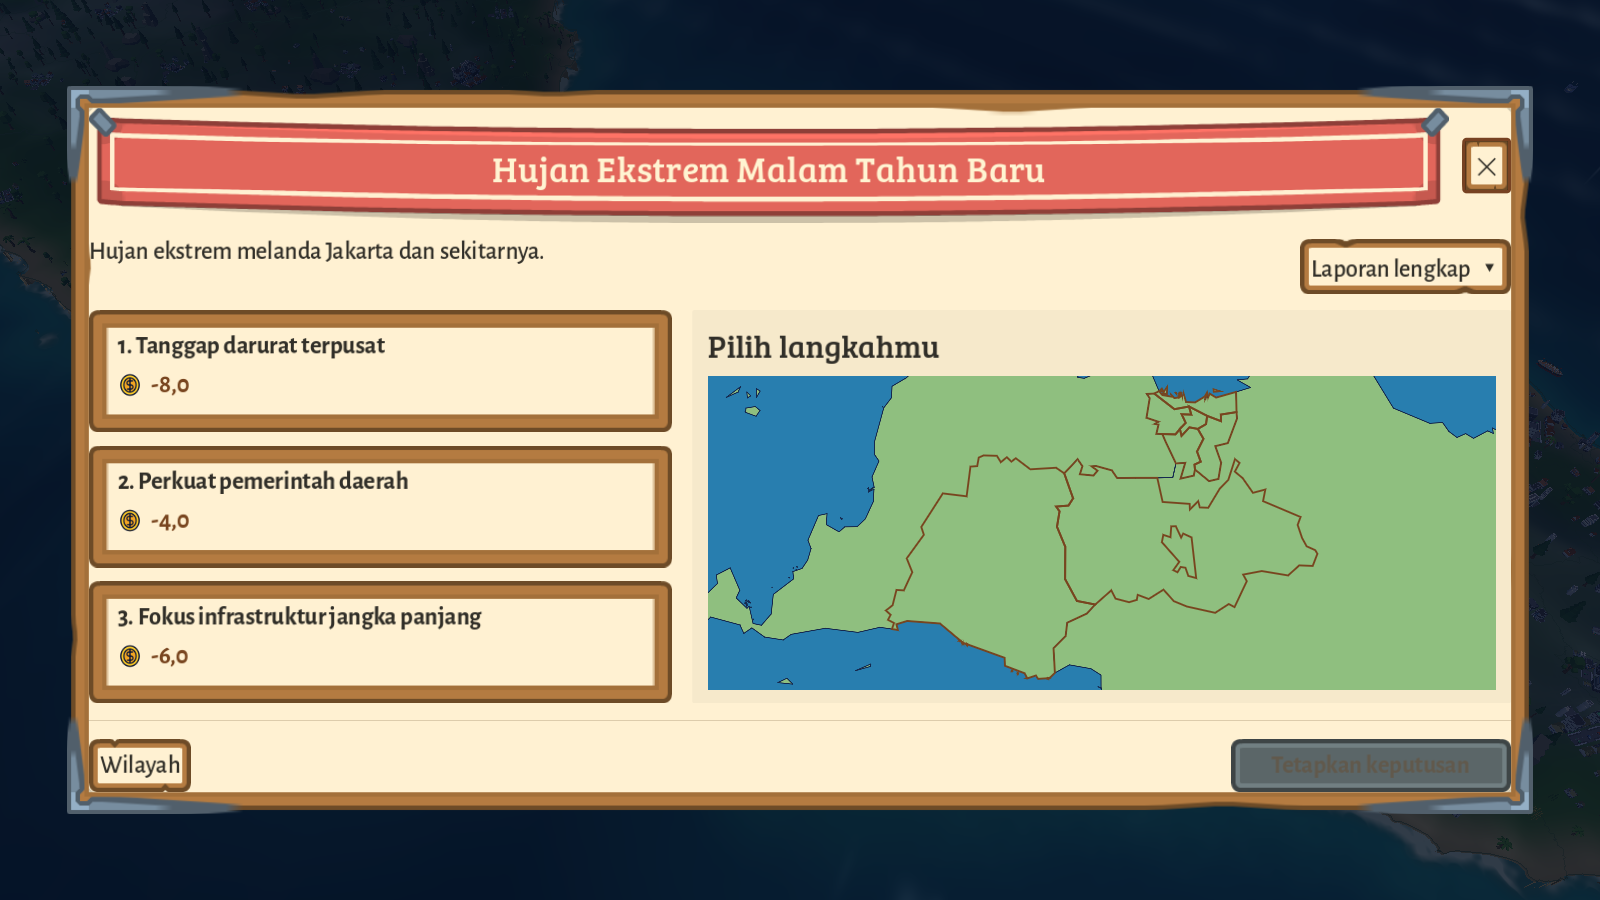 Hujan Ekstrem Malam Tahun Baru
Hujan ekstrem melanda Jakarta dan sekitarnya.
Laporan lengkap ▼
1. Tanggap darurat terpusat
-8,0
2. Perkuat pemerintah daerah
-4,0
3. Fokus infrastruktur jangka panjang
-6,0
Pilih langkahmu
Wilayah
Tetapkan keputusan